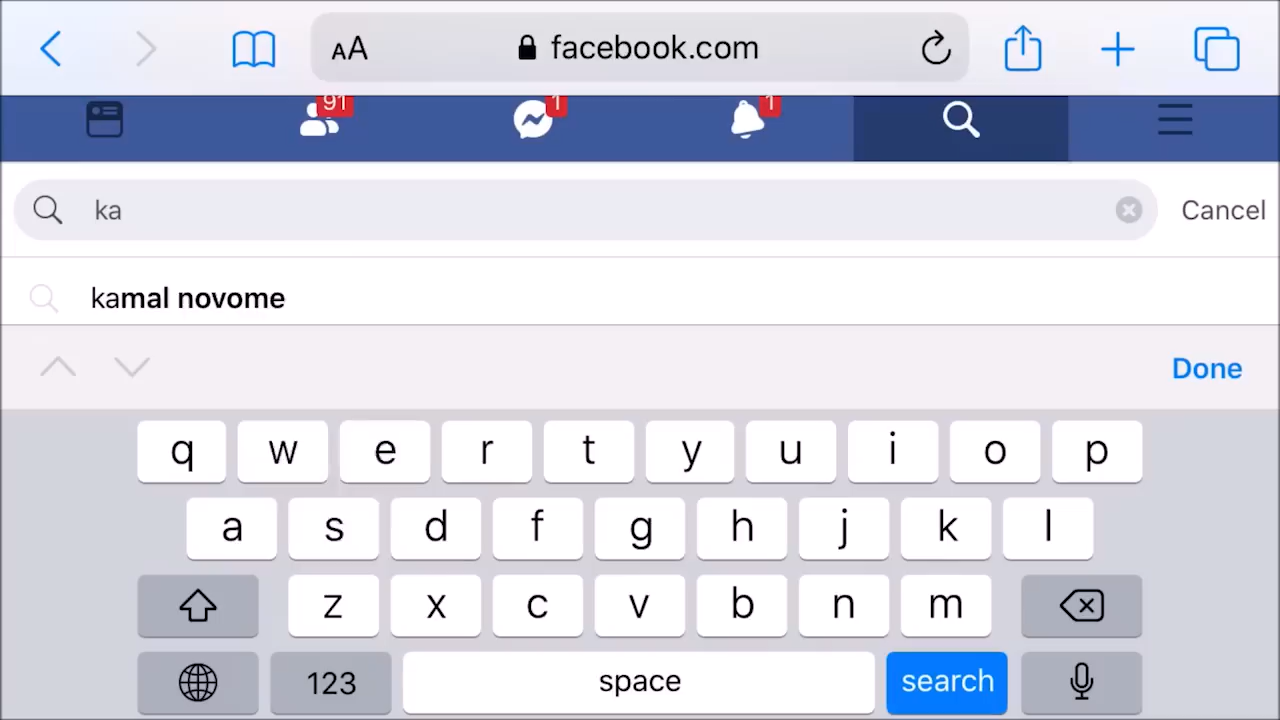 AA facebook.com
91 1 1
ka Cancel
kamal novome
Done
q w e r t y u i o p
a s d f g h j k l
z x c v b n m
123 space search